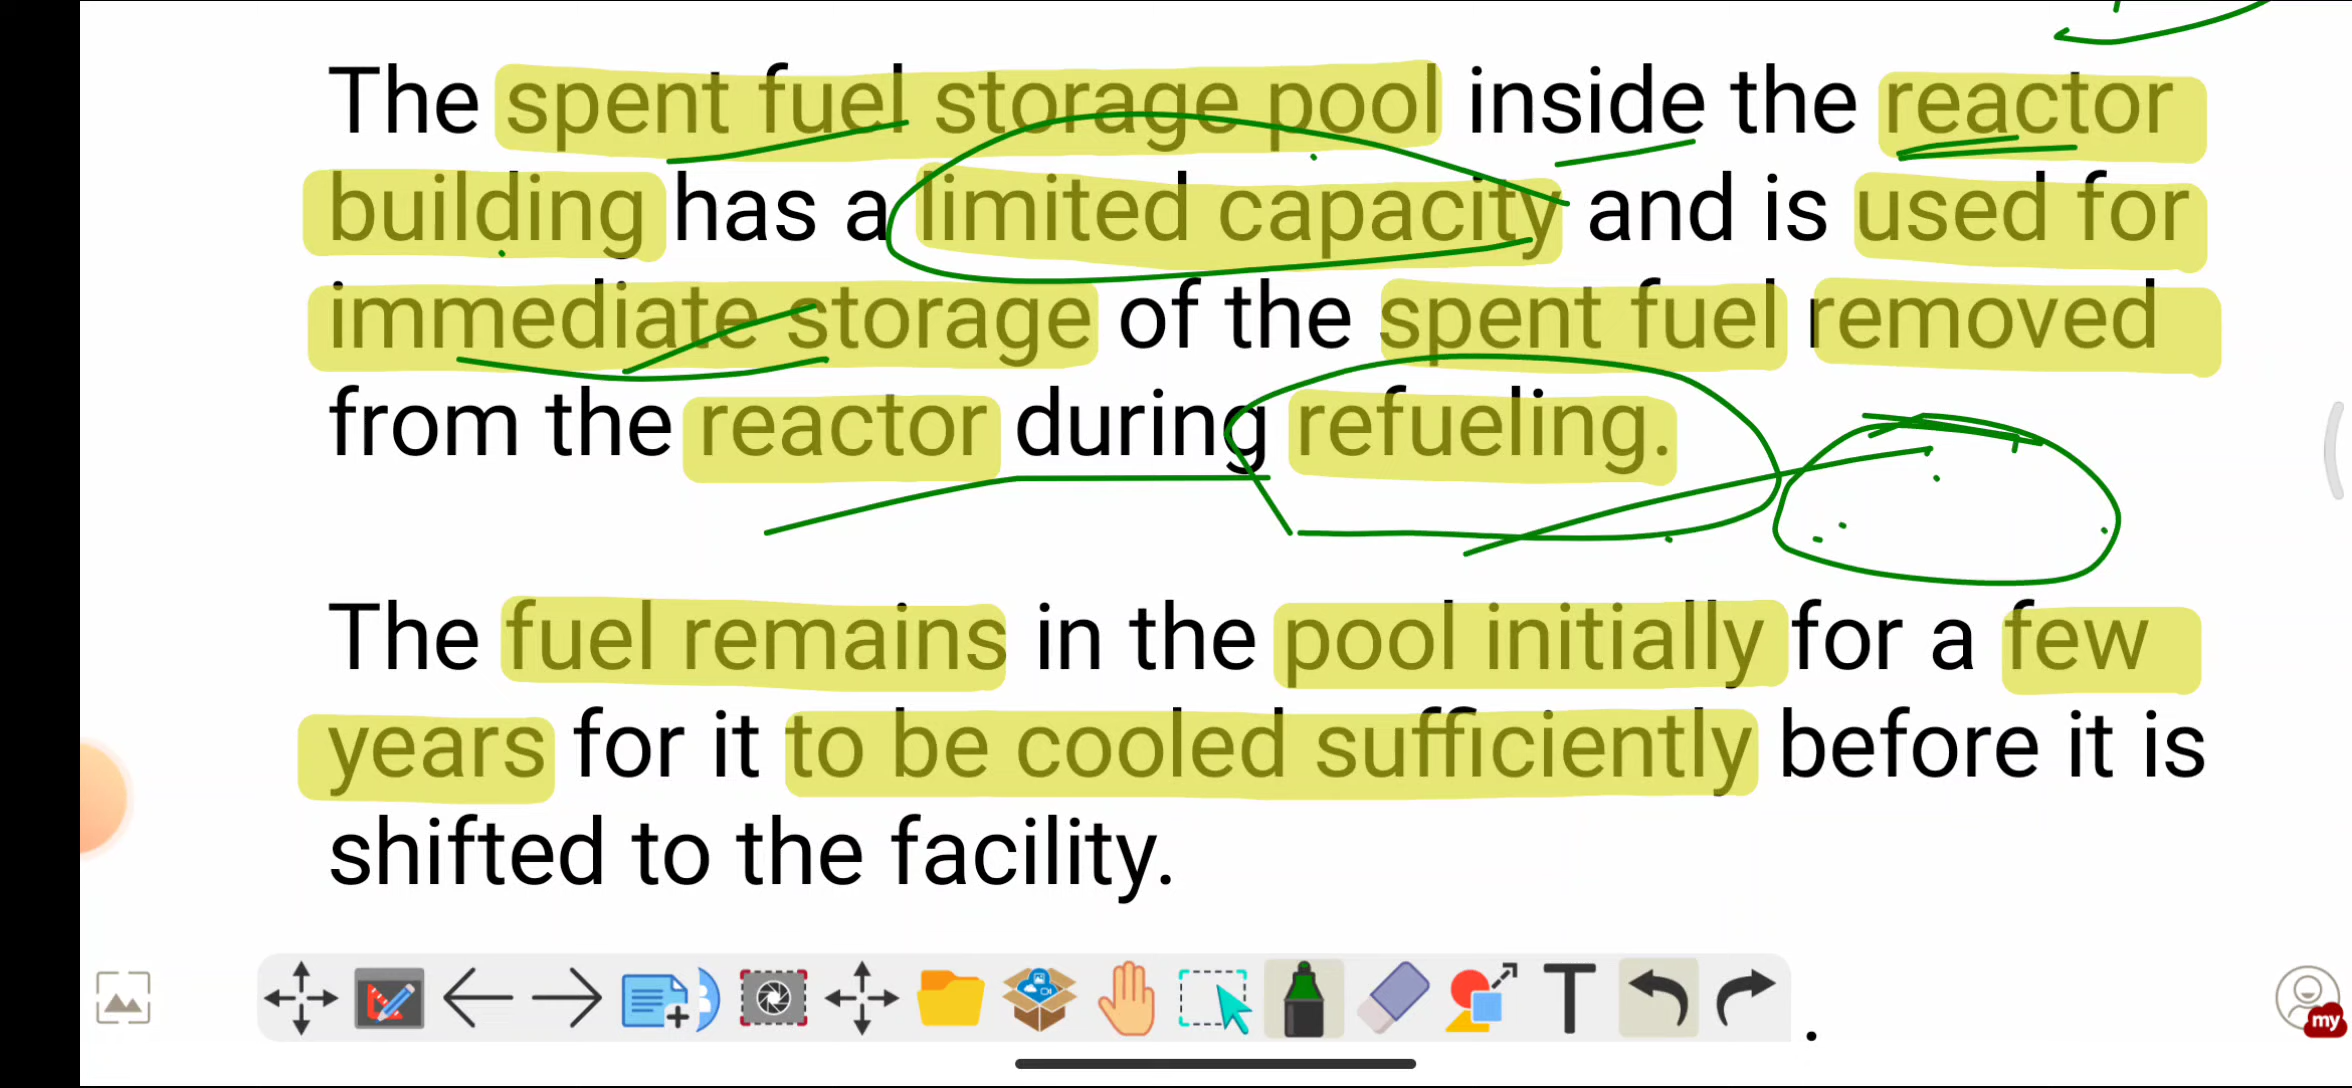 The spent fuel storage pool inside the reactor
building has a limited capacity and is used for
immediate storage of the spent fuel removed
from the reactor during refueling.
The fuel remains in the pool initially for a few
years for it to be cooled sufficiently before it is
shifted to the facility.
T
my